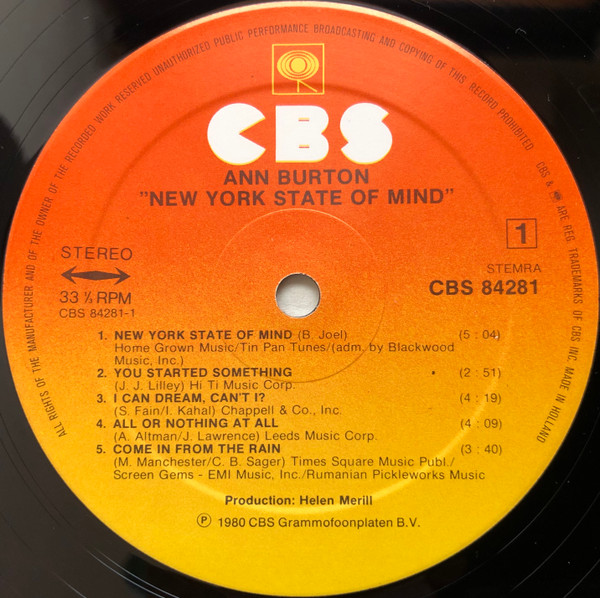 ALL RIGHTS OF THE MANUFACTURER AND OF THE OWNER OF THE RECORDED WORK RESERVED UNAUTHORIZED PUBLIC PERFORMANCE BROADCASTING AND COPYING OF THIS RECORD PROHIBITED
CBS & ARE REG. TRADEMARKS OF CBS INC. MADE IN HOLLAND
CBS
ANN BURTON
"NEW YORK STATE OF MIND"
1
STEREO
STEMRA
33 ⅓ RPM
CBS 84281
CBS 84281-1
1. NEW YORK STATE OF MIND (B. Joel) (5 : 04)
Home Grown Music/Tin Pan Tunes/(adm. by Blackwood
Music, Inc.)
2. YOU STARTED SOMETHING (2 : 51)
(J. J. Lilley) Hi Ti Music Corp.
3. I CAN DREAM, CAN'T I? (4 : 19)
(S. Fain/I. Kahal) Chappell & Co., Inc.
4. ALL OR NOTHING AT ALL (4 : 09)
(A. Altman/J. Lawrence) Leeds Music Corp.
5. COME IN FROM THE RAIN (3 : 40)
(M. Manchester/C. B. Sager) Times Square Music Publ./
Screen Gems - EMI Music, Inc./Rumanian Pickleworks Music
Production: Helen Merill
℗ 1980 CBS Grammofoonplaten B.V.